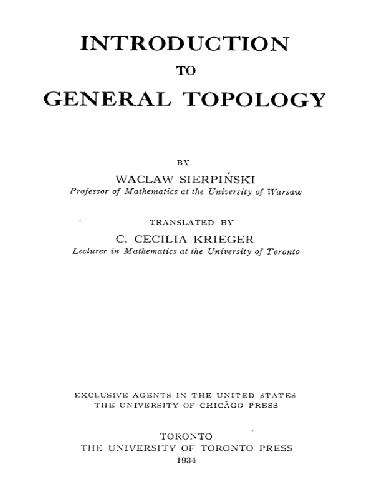 INTRODUCTION
TO
GENERAL TOPOLOGY
BY
WACLAW SIERPIŃSKI
Professor of Mathematics at the University of Warsaw
TRANSLATED BY
C. CECILIA KRIEGER
Lecturer in Mathematics at the University of Toronto
EXCLUSIVE AGENTS IN THE UNITED STATES
THE UNIVERSITY OF CHICAGO PRESS
TORONTO
THE UNIVERSITY OF TORONTO PRESS
1934